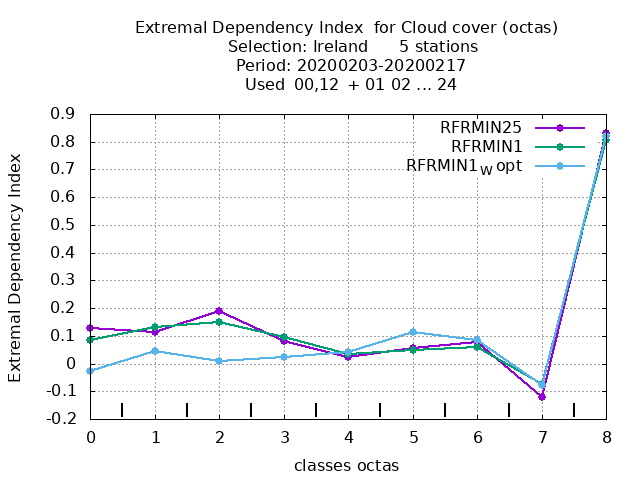 Extremal Dependency Index for Cloud cover (octas)
Selection: Ireland 5 stations
Period: 20200203-20200217
Used 00,12 + 01 02 ... 24
RFRMIN25
RFRMIN1
RFRMIN1W opt
Extremal Dependency Index
0.9
0.8
0.7
0.6
0.5
0.4
0.3
0.2
0.1
0
-0.1
-0.2
0 1 2 3 4 5 6 7 8
classes octas